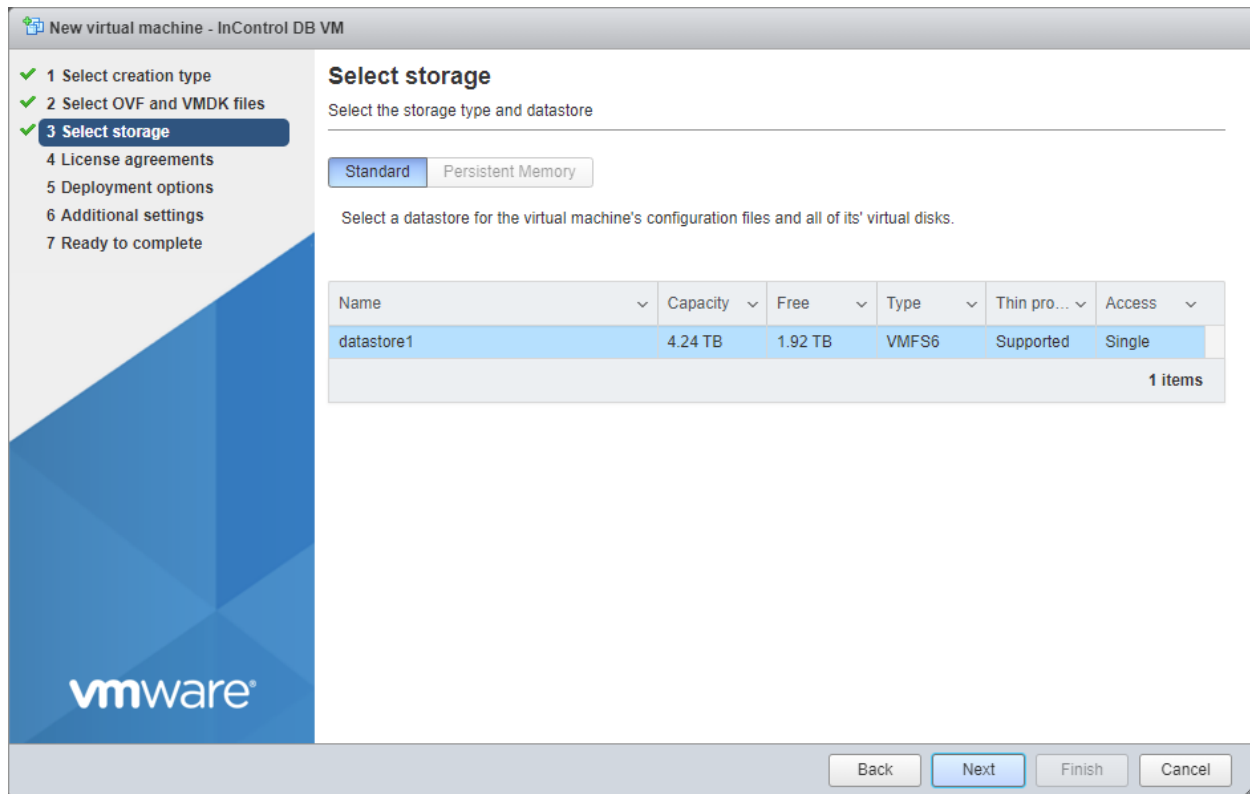 New virtual machine - InControl DB VM
1 Select creation type
2 Select OVF and VMDK files
3 Select storage
4 License agreements
5 Deployment options
6 Additional settings
7 Ready to complete
vmware®
Select storage
Select the storage type and datastore
Standard Persistent Memory
Select a datastore for the virtual machine's configuration files and all of its' virtual disks.
Name Capacity Free Type Thin pro... Access
datastore1 4.24 TB 1.92 TB VMFS6 Supported Single
1 items
Back Next Finish Cancel